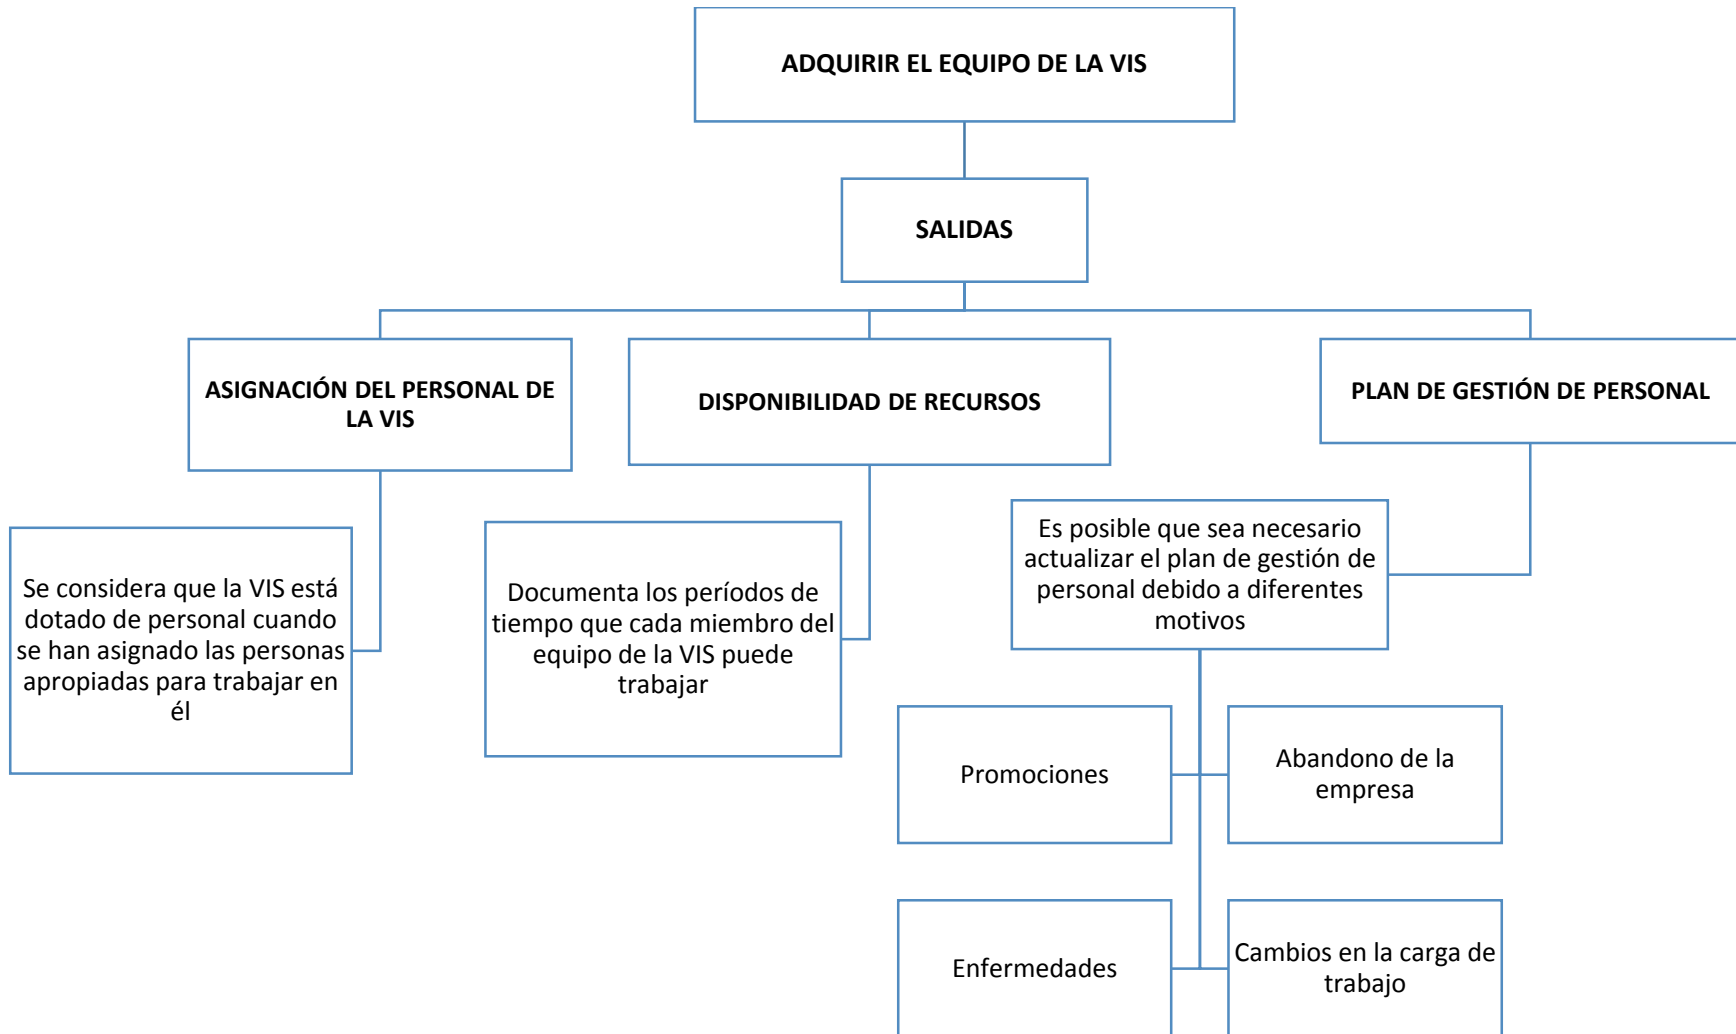 ADQUIRIR EL EQUIPO DE LA VIS
SALIDAS
ASIGNACIÓN DEL PERSONAL DE
LA VIS
DISPONIBILIDAD DE RECURSOS
PLAN DE GESTIÓN DE PERSONAL
Se considera que la VIS está
dotado de personal cuando
se han asignado las personas
apropiadas para trabajar en
él
Documenta los períodos de
tiempo que cada miembro del
equipo de la VIS puede
trabajar
Es posible que sea necesario
actualizar el plan de gestión de
personal debido a diferentes
motivos
Promociones
Abandono de la
empresa
Enfermedades
Cambios en la carga de
trabajo